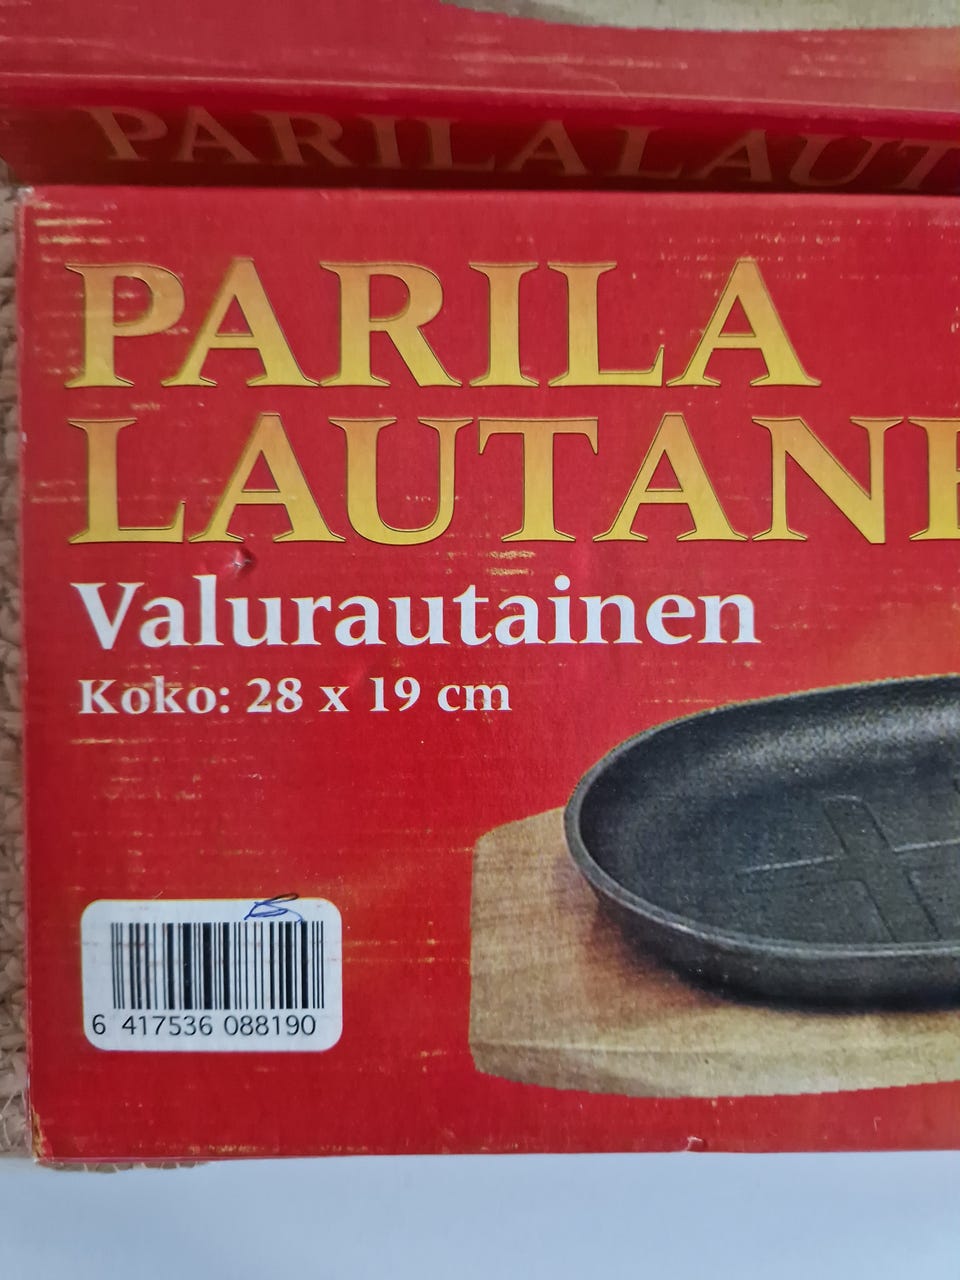 PARILALAUT
PARILA
LAUTANE
Valurautainen
Koko: 28 x 19 cm
6 417536 088190